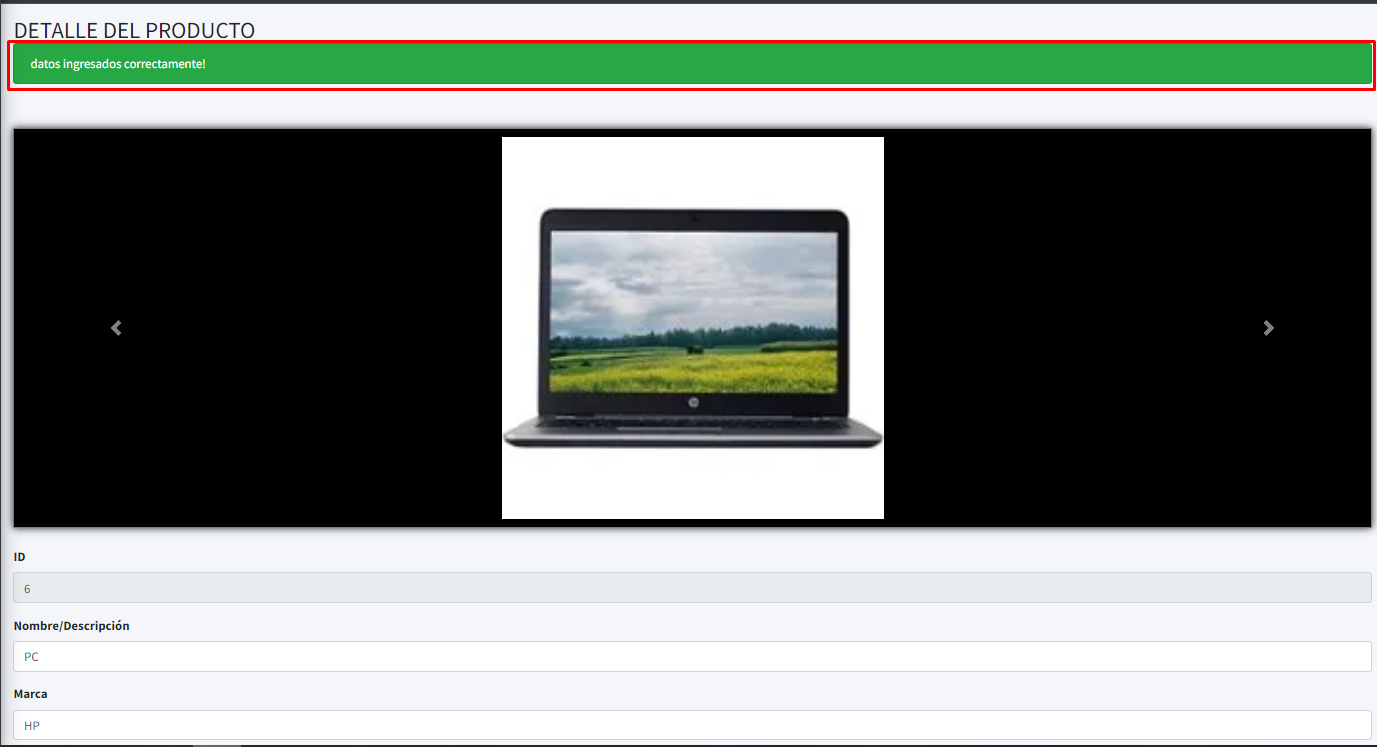 DETALLE DEL PRODUCTO
datos ingresados correctamente!
ID
6
Nombre/Descripción
PC
Marca
HP